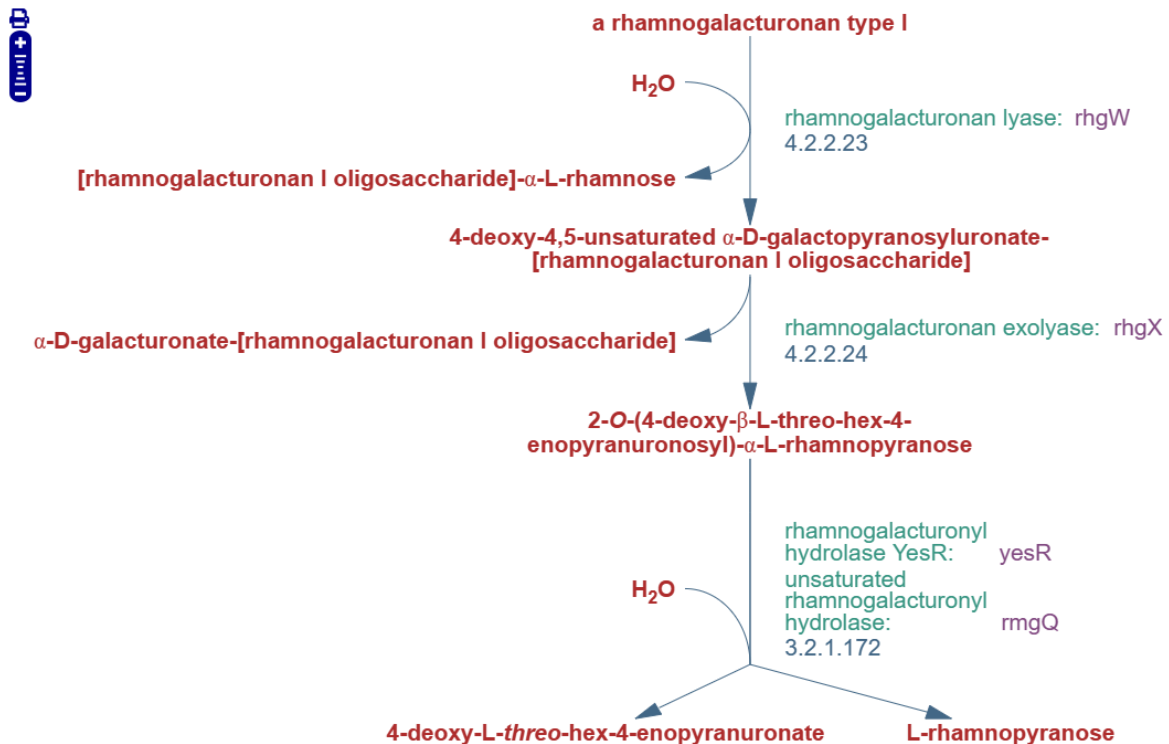 a rhamnogalacturonan type I
H₂O
rhamnogalacturonan lyase: rhgW
4.2.2.23
[rhamnogalacturonan I oligosaccharide]-α-L-rhamnose
4-deoxy-4,5-unsaturated α-D-galactopyranosyluronate-
[rhamnogalacturonan I oligosaccharide]
rhamnogalacturonan exolyase: rhgX
α-D-galacturonate-[rhamnogalacturonan I oligosaccharide]
4.2.2.24
2-O-(4-deoxy-β-L-threo-hex-4-
enopyranuronosyl)-α-L-rhamnopyranose
rhamnogalacturonyl
hydrolase YesR: yesR
unsaturated
H₂O
rhamnogalacturonyl
hydrolase: rmgQ
3.2.1.172
4-deoxy-L-threo-hex-4-enopyranuronate
L-rhamnopyranose